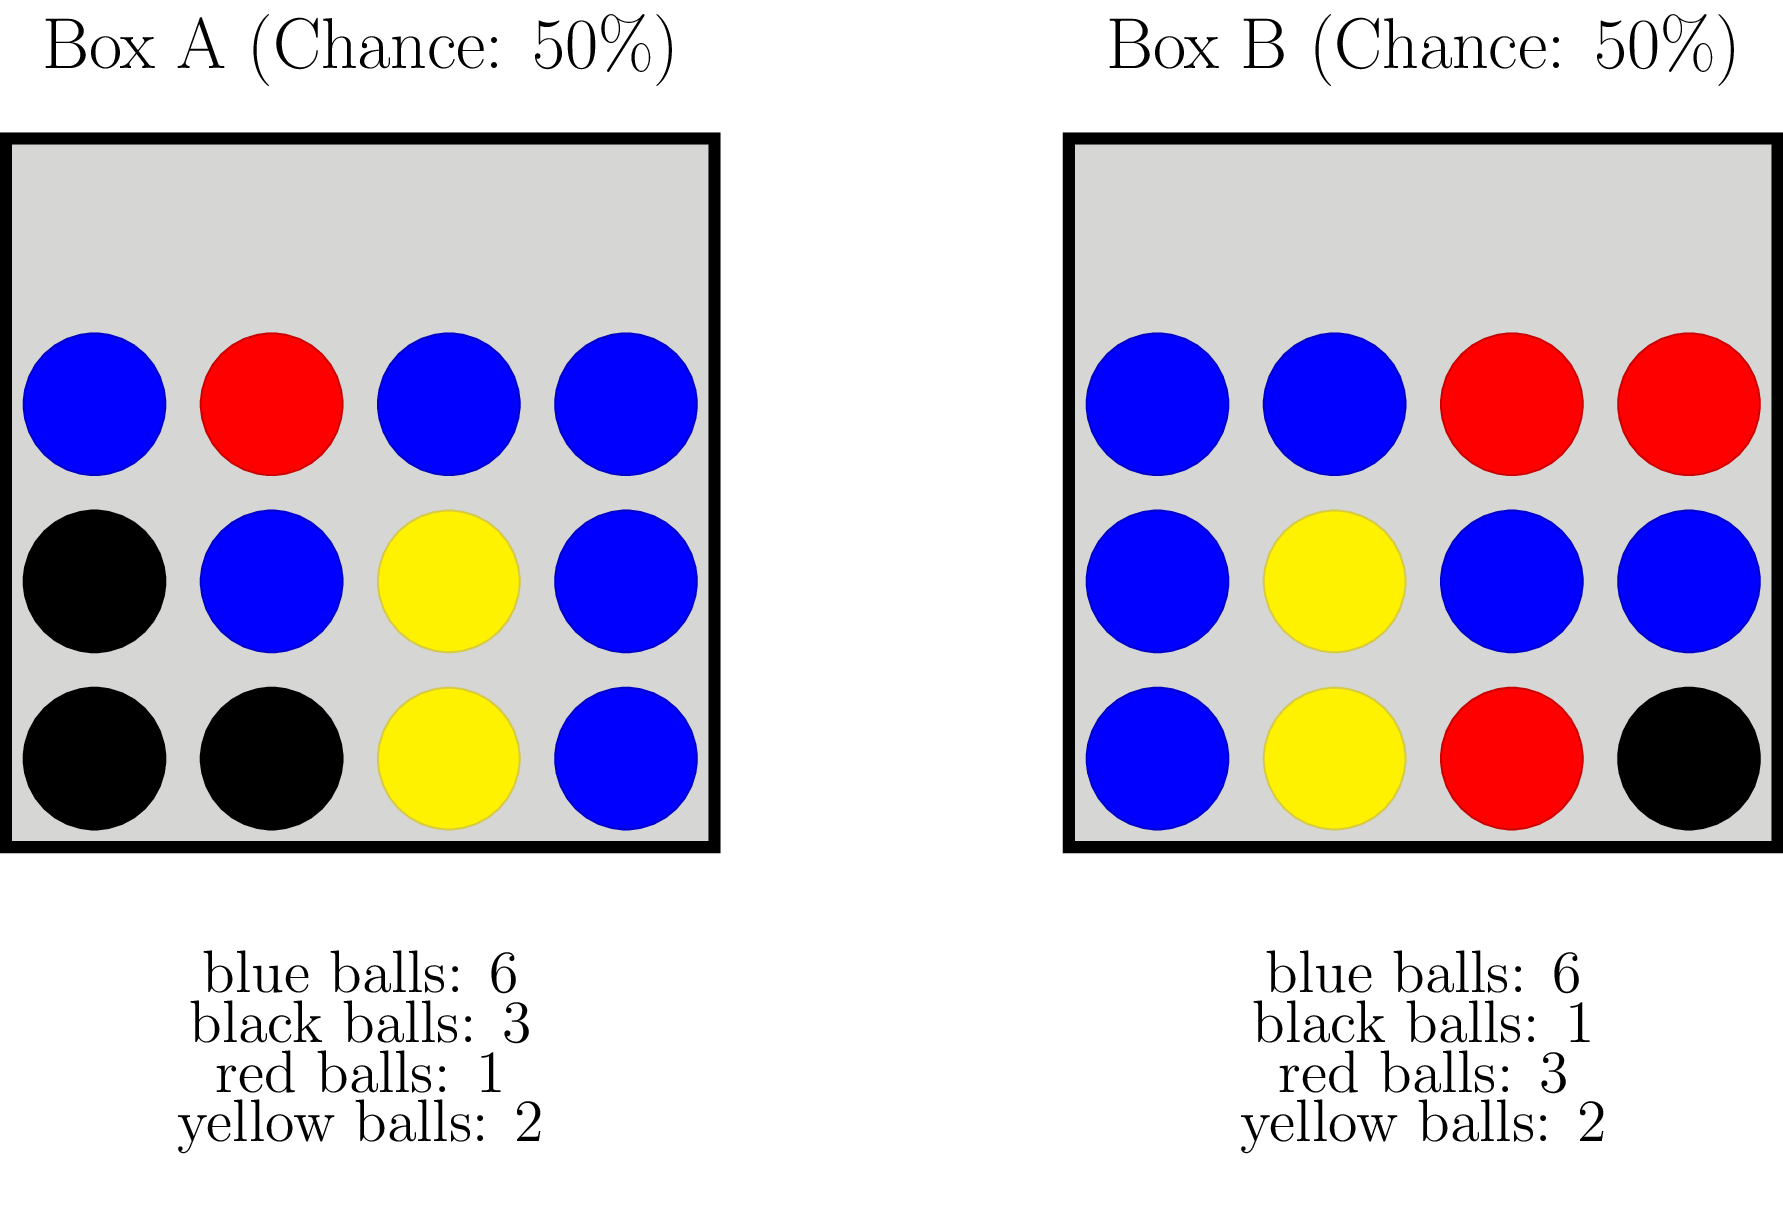 Box A (Chance: 50%)
Box B (Chance: 50%)
blue balls: 6
black balls: 3
red balls: 1
yellow balls: 2
blue balls: 6
black balls: 1
red balls: 3
yellow balls: 2